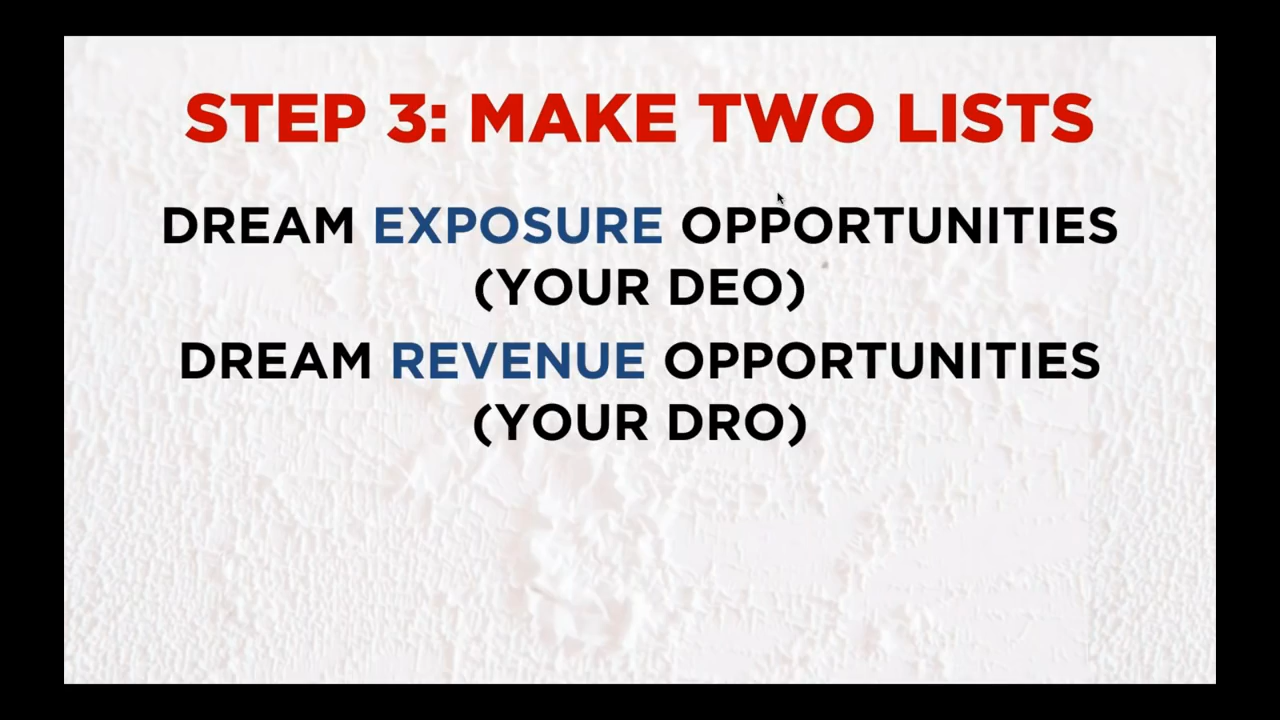 STEP 3: MAKE TWO LISTS
DREAM EXPOSURE OPPORTUNITIES
(YOUR DEO)
DREAM REVENUE OPPORTUNITIES
(YOUR DRO)